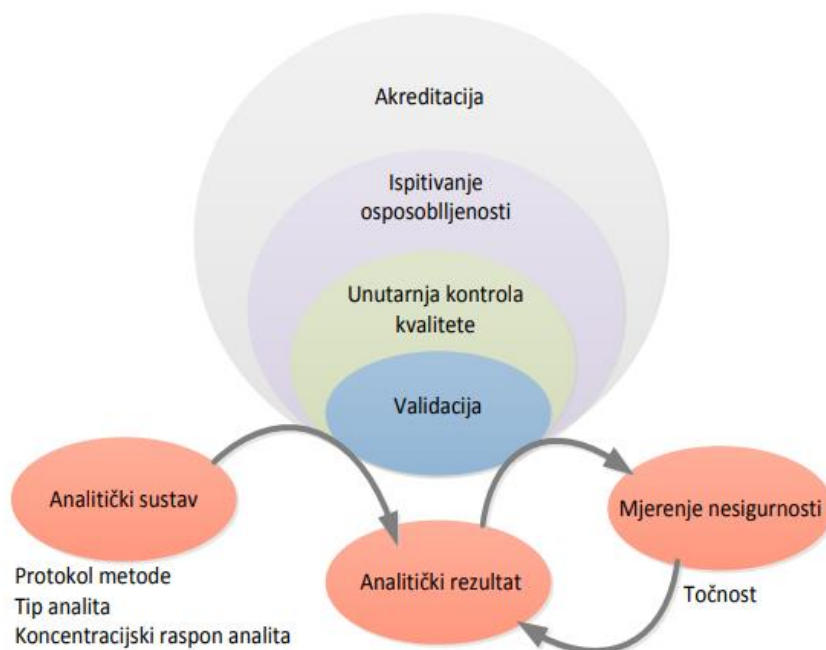 Akreditacija
Ispitivanje
osposoblljenosti
Unutarnja kontrola
kvalitete
Validacija
Analitički sustav
Mjerenje nesigurnosti
Analitički rezultat
Protokol metode
Tip analita
Koncentracijski raspon analita
Točnost